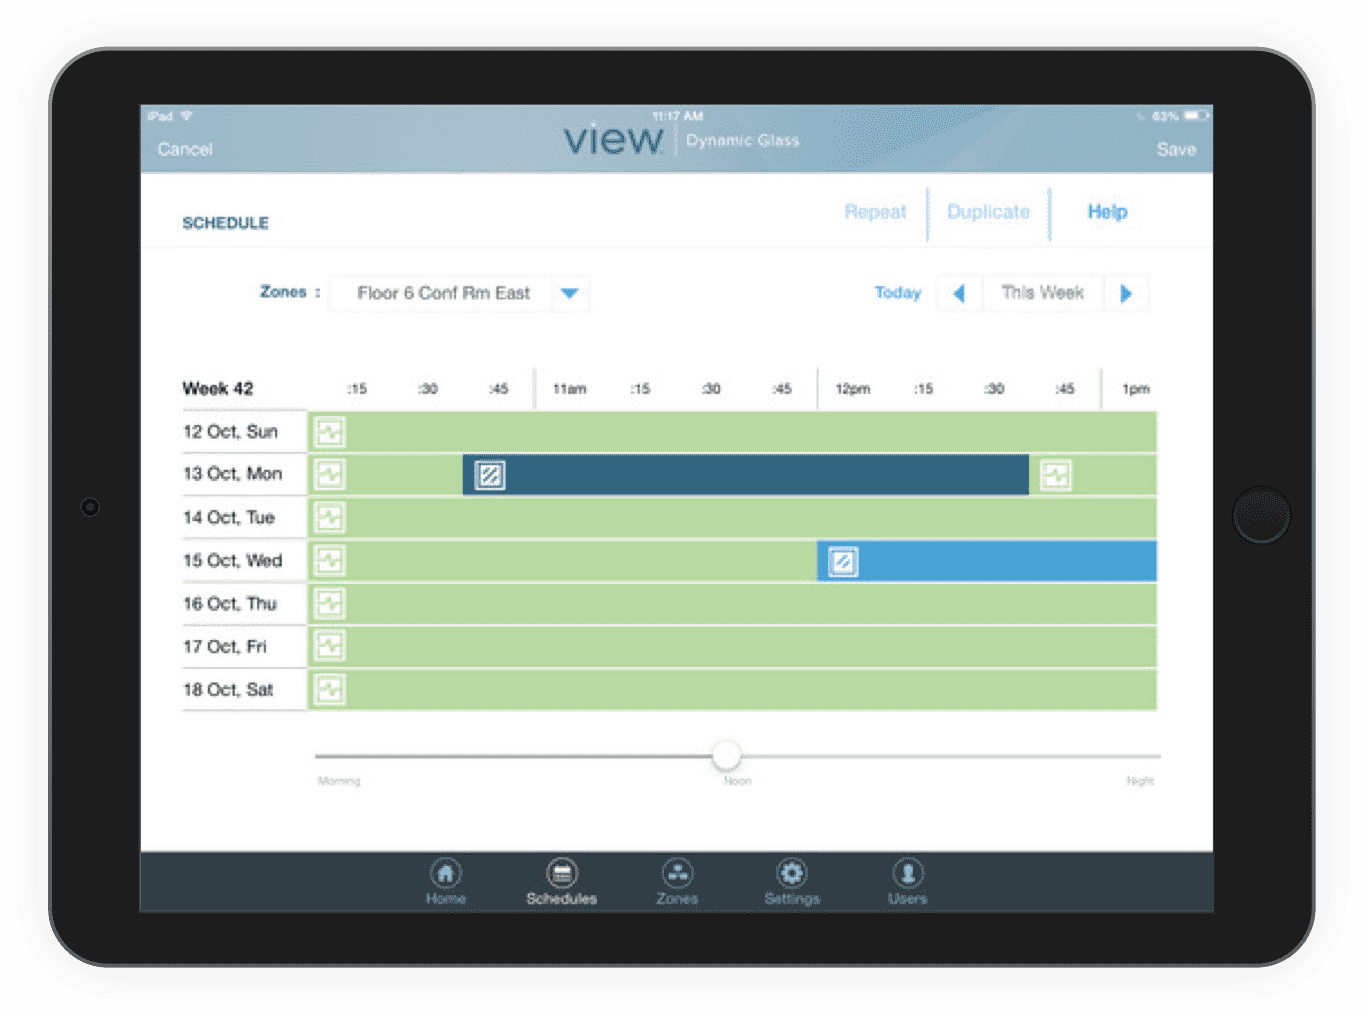 iPad 11:17 AM 63%
Cancel view Dynamic Glass Save
SCHEDULE Repeat Duplicate Help
Zones : Floor 6 Conf Rm East Today This Week
Week 42 :15 :30 :45 11am :15 :30 :45 12pm :15 :30 :45 1pm
12 Oct, Sun
13 Oct, Mon
14 Oct, Tue
15 Oct, Wed
16 Oct, Thu
17 Oct, Fri
18 Oct, Sat
Morning Noon Night
Home Schedules Zones Settings Users